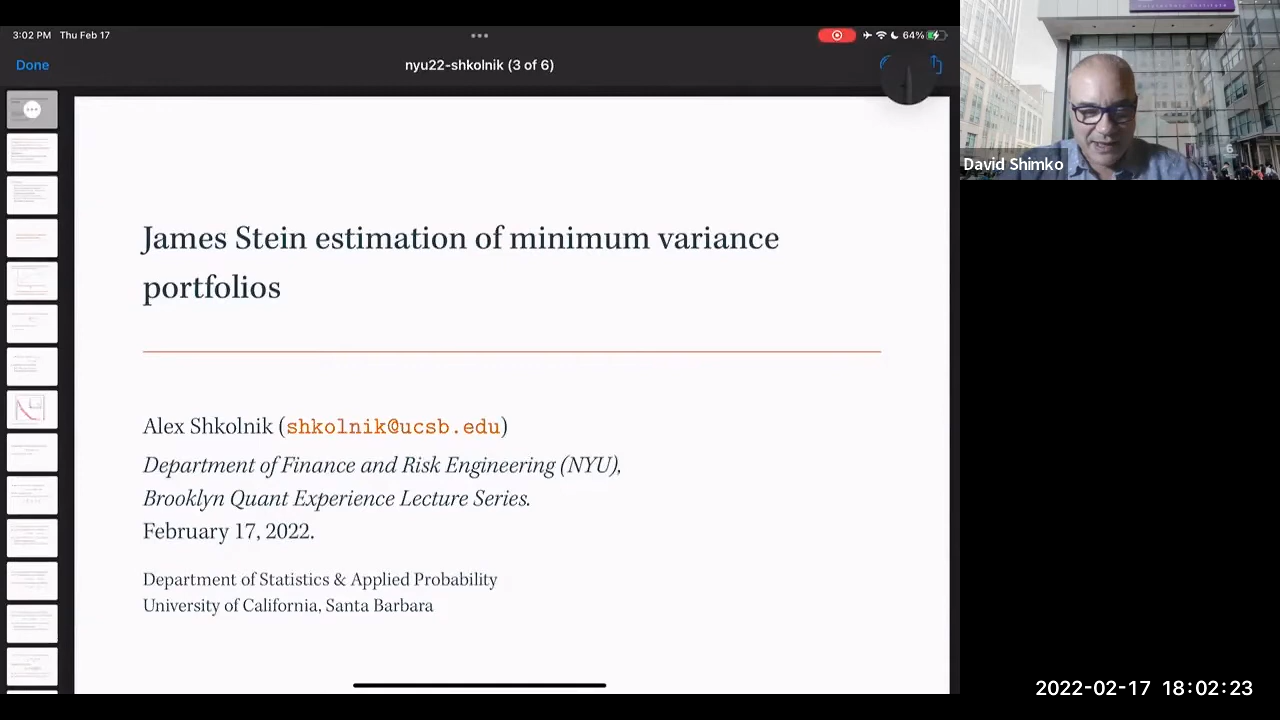 3:02 PM Thu Feb 17
64%
Done
nyu22-shkolnik (3 of 6)
James Stein estimation of minimum variance
portfolios
Alex Shkolnik (shkolnik@ucsb.edu)
Department of Finance and Risk Engineering (NYU),
Brooklyn Quant Experience Lecture Series.
February 17, 2022.
Department of Statistics & Applied Probability
University of California, Santa Barbara
6
David Shimko
2022-02-17 18:02:23